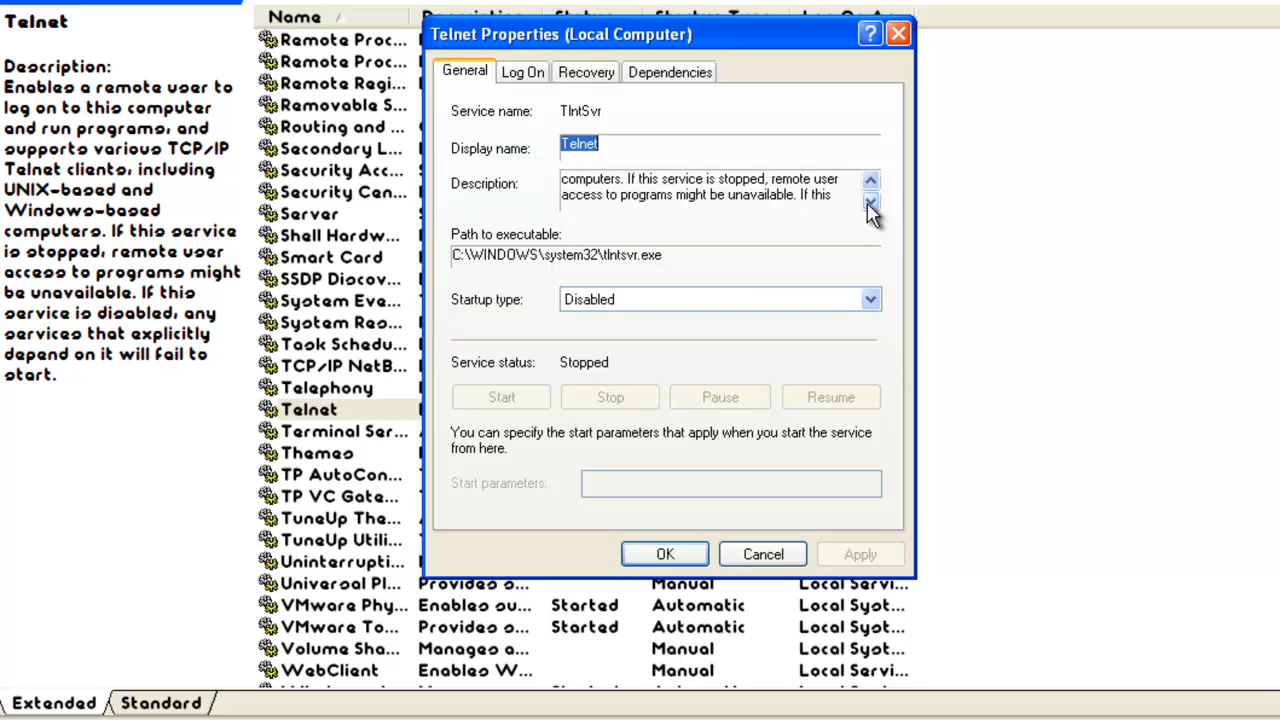 Telnet
Description:
Enables a remote user to
log on to this computer
and run programs, and
supports various TCP/IP
Telnet clients, including
UNIX-based and
Windows-based
computers. If this service
is stopped, remote user
access to programs might
be unavailable. If this
service is disabled, any
services that explicitly
depend on it will fail to
start.
Name
Remote Proc...
Remote Proc...
Remote Regi...
Removable S...
Routing and ...
Secondary L...
Security Acc...
Security Cen...
Server
Shell Hardw...
Smart Card
SSDP Discov...
System Eve...
System Res...
Task Schedu...
TCP/IP NetB...
Telephony
Telnet
Terminal Ser...
Themes
TP AutoCon...
TP VC Gate...
TuneUp The...
TuneUp Utili...
Uninterrupti...
Universal Pl... Provides s... Manual Local Servi...
VMware Phy... Enables su... Started Automatic Local Syst...
VMware To... Provides s... Started Automatic Local Syst...
Volume Sha... Manages a... Manual Local Syst...
WebClient Enables W... Manual Local Servi...
Telnet Properties (Local Computer)
General Log On Recovery Dependencies
Service name: TlntSvr
Display name: Telnet
Description: computers. If this service is stopped, remote user
access to programs might be unavailable. If this
Path to executable:
C:\WINDOWS\system32\tlntsvr.exe
Startup type: Disabled
Service status: Stopped
Start Stop Pause Resume
You can specify the start parameters that apply when you start the service
from here.
Start parameters:
OK Cancel Apply
Extended Standard